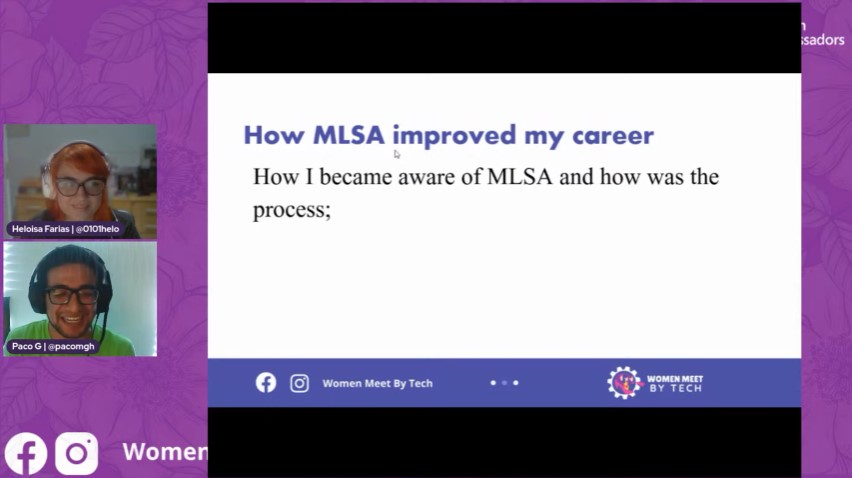 ssadors
How MLSA improved my career
How I became aware of MLSA and how was the
process;
Heloisa Farias | @0101helo
Paco G | @pacomgh
Women Meet By Tech
WOMEN MEET
BY TECH
Women